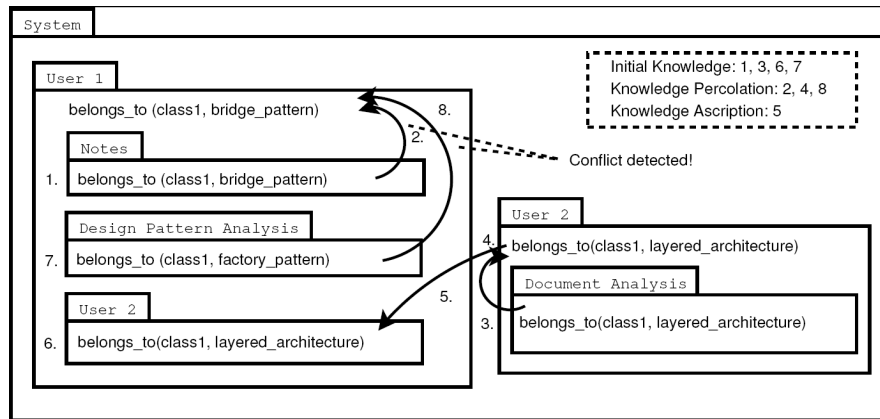 System
Initial Knowledge: 1, 3, 6, 7
Knowledge Percolation: 2, 4, 8
Knowledge Ascription: 5
User 1
belongs_to (class1, bridge_pattern)
8.
2.
Conflict detected!
Notes
1. belongs_to (class1, bridge_pattern)
Design Pattern Analysis
7. belongs_to (class1, factory_pattern)
User 2
6. belongs_to(class1, layered_architecture)
5.
User 2
4. belongs_to(class1, layered_architecture)
Document Analysis
3. belongs_to(class1, layered_architecture)